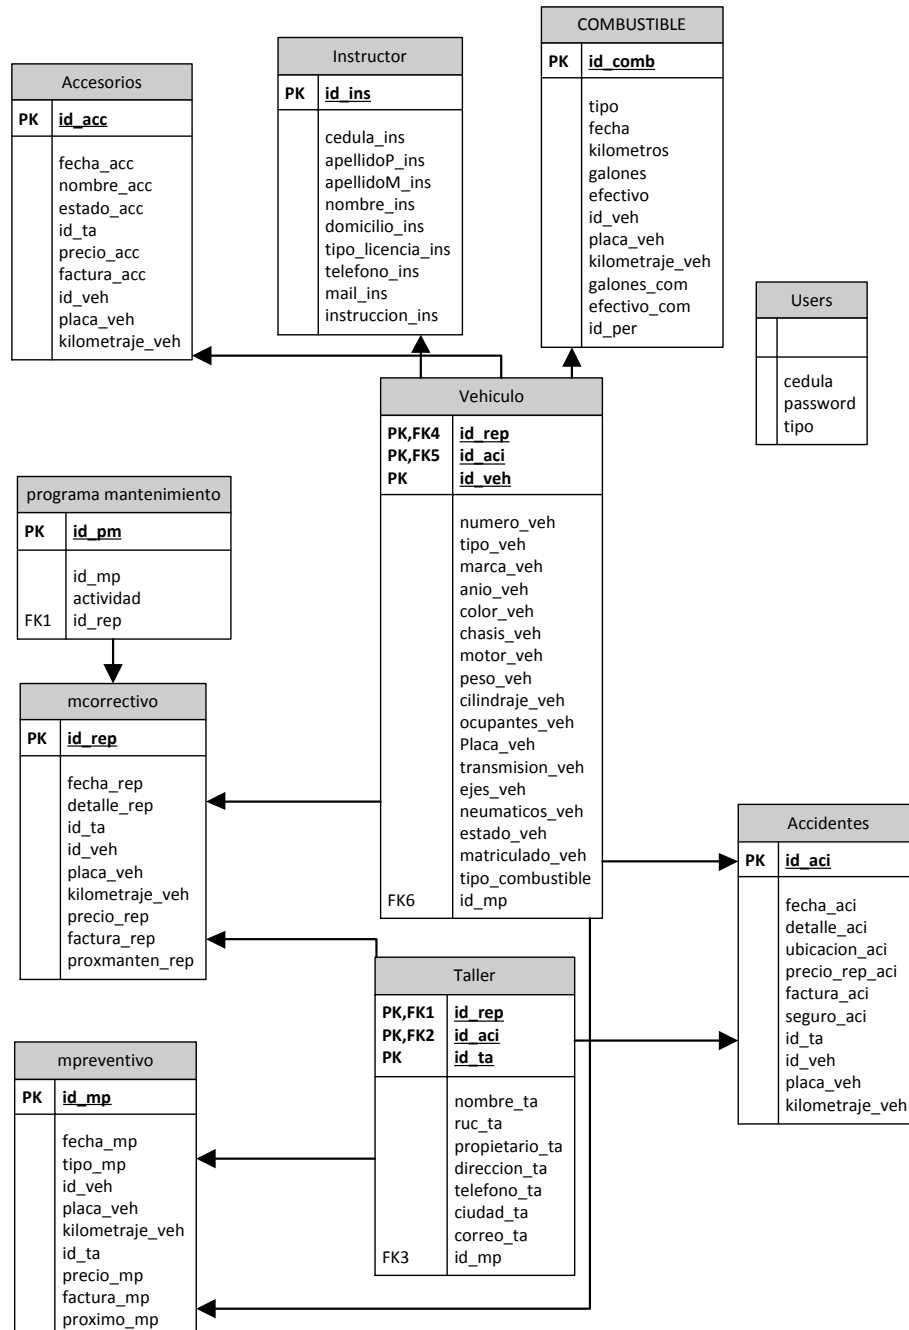 COMBUSTIBLE
PK id_comb
tipo
fecha
kilometros
galones
efectivo
id_veh
placa_veh
kilometraje_veh
galones_com
efectivo_com
id_per
Instructor
PK id_ins
cedula_ins
apellidoP_ins
apellidoM_ins
nombre_ins
domicilio_ins
tipo_licencia_ins
telefono_ins
mail_ins
instruccion_ins
Accesorios
PK id_acc
fecha_acc
nombre_acc
estado_acc
id_ta
precio_acc
factura_acc
id_veh
placa_veh
kilometraje_veh
Users
cedula
password
tipo
Vehiculo
PK,FK4 id_rep
PK,FK5 id_aci
PK id_veh
numero_veh
tipo_veh
marca_veh
anio_veh
color_veh
chasis_veh
motor_veh
peso_veh
cilindraje_veh
ocupantes_veh
Placa_veh
transmision_veh
ejes_veh
neumaticos_veh
estado_veh
matriculado_veh
tipo_combustible
FK6 id_mp
programa mantenimiento
PK id_pm
id_mp
actividad
FK1 id_rep
mcorrectivo
PK id_rep
fecha_rep
detalle_rep
id_ta
id_veh
placa_veh
kilometraje_veh
precio_rep
factura_rep
proxmanten_rep
Accidentes
PK id_aci
fecha_aci
detalle_aci
ubicacion_aci
precio_rep_aci
factura_aci
seguro_aci
id_ta
id_veh
placa_veh
kilometraje_veh
Taller
PK,FK1 id_rep
PK,FK2 id_aci
PK id_ta
nombre_ta
ruc_ta
propietario_ta
direccion_ta
telefono_ta
ciudad_ta
correo_ta
FK3 id_mp
mpreventivo
PK id_mp
fecha_mp
tipo_mp
id_veh
placa_veh
kilometraje_veh
id_ta
precio_mp
factura_mp
proximo_mp